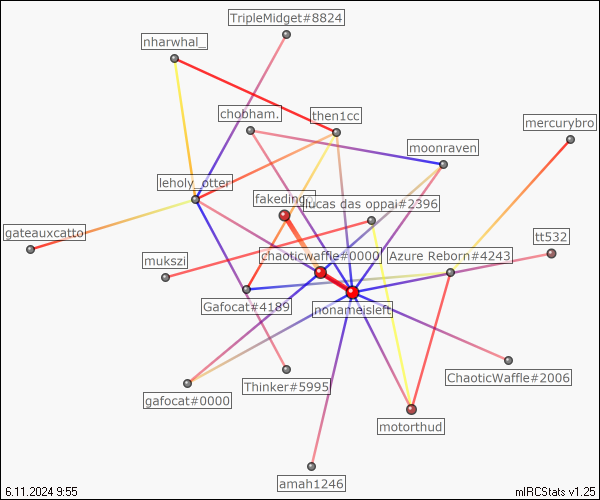 TripleMidget#8824
nharwhal_
chobham.
then1cc
mercurybro
moonraven
leholy_otter
lucas das oppai#2396
gateauxcatto
tt532
chaoticwaffle#0000
Azure Reborn#4243
mukszi
Gafocat#4189
nonameisleft
ChaoticWaffle#2006
Thinker#5995
gafocat#0000
motorthud
amah1246
6.11.2024 9:55
mIRCStats v1.25